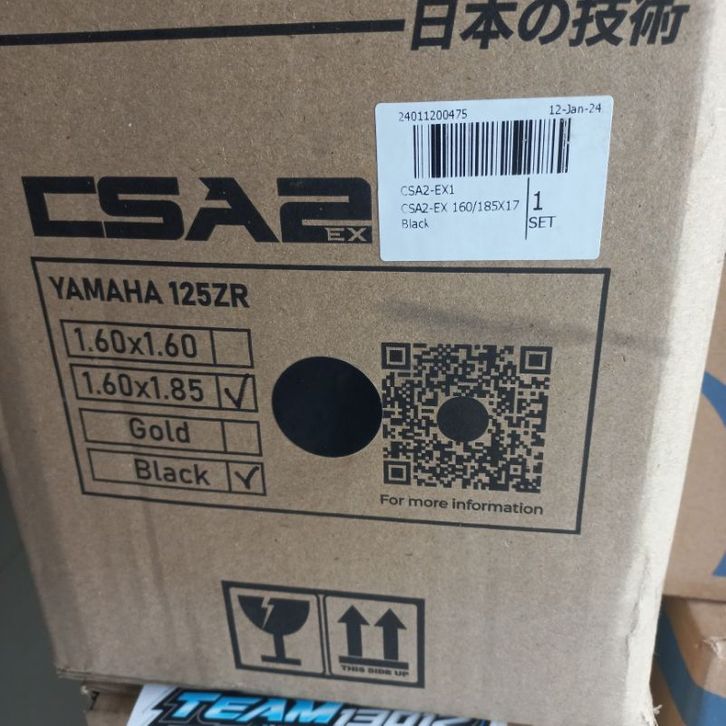 日本の技術
24011200475 12-Jan-24
CSA2-EX1
CSA2-EX 160/185X17
Black
1
SET
CSA2
EX
YAMAHA 125ZR
1.60x1.60
1.60x1.85 ✓
Gold
Black ✓
For more information
THIS SIDE UP
TEAM